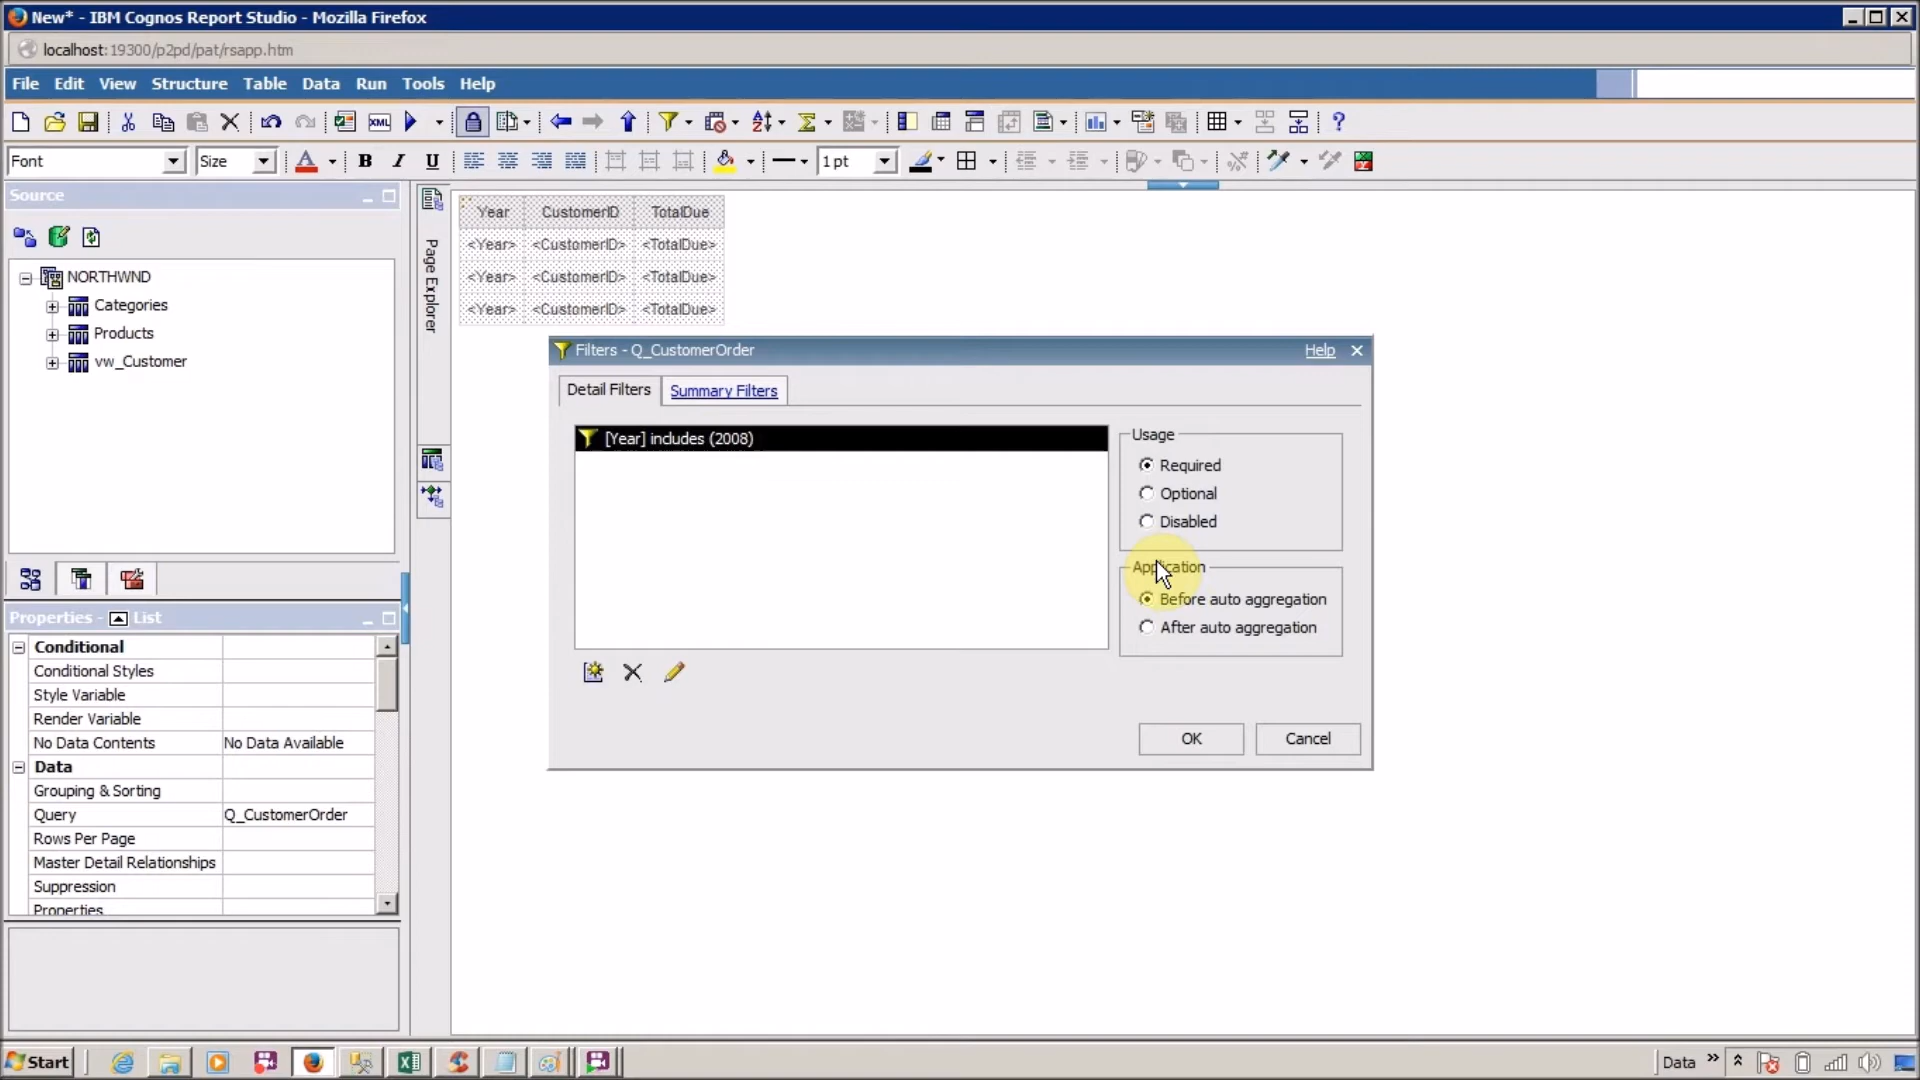 New* - IBM Cognos Report Studio - Mozilla Firefox
localhost:19300/p2pd/pat/rsapp.htm
File Edit View Structure Table Data Run Tools Help
XML
Font Size A B I U 1 pt
Source
NORTHWND
Categories
Products
vw_Customer
Page Explorer
Year CustomerID TotalDue
<Year> <CustomerID> <TotalDue>
<Year> <CustomerID> <TotalDue>
<Year> <CustomerID> <TotalDue>
Filters - Q_CustomerOrder Help
Detail Filters Summary Filters
[Year] includes (2008)
Usage
Required
Optional
Disabled
Application
Before auto aggregation
After auto aggregation
OK Cancel
Properties - List
Conditional
Conditional Styles
Style Variable
Render Variable
No Data Contents No Data Available
Data
Grouping & Sorting
Query Q_CustomerOrder
Rows Per Page
Master Detail Relationships
Suppression
Properties
Start Data